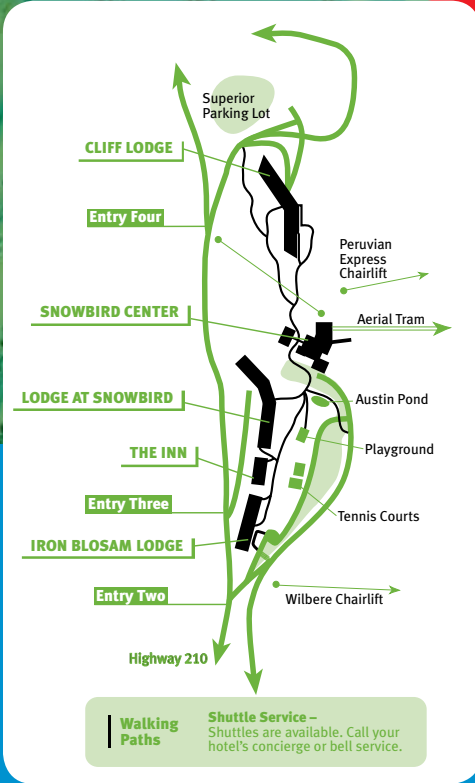 Superior
Parking Lot
CLIFF LODGE
Entry Four
Peruvian
Express
Chairlift
SNOWBIRD CENTER
Aerial Tram
LODGE AT SNOWBIRD
Austin Pond
THE INN
Playground
Entry Three
Tennis Courts
IRON BLOSAM LODGE
Entry Two
Wilbere Chairlift
Highway 210
Walking
Paths
Shuttle Service –
Shuttles are available. Call your
hotel's concierge or bell service.